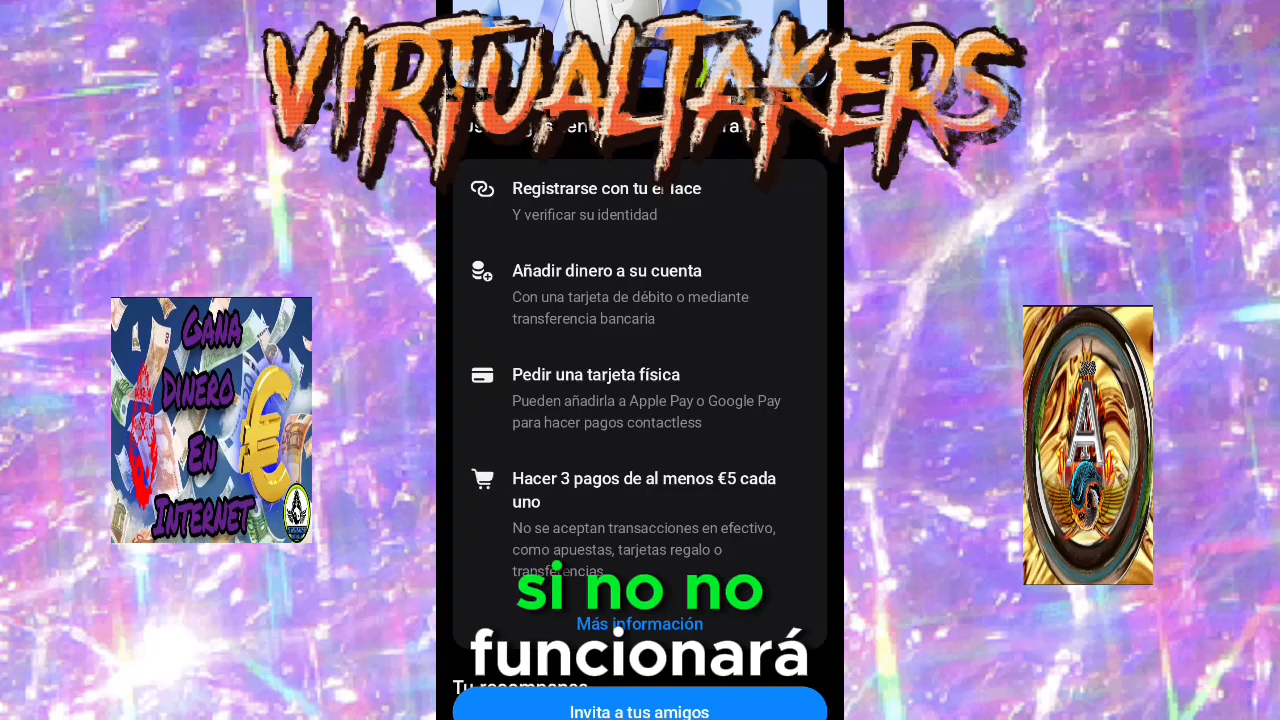 VIRTUALTAKERS
Registrarse con tu enlace
Y verificar su identidad
Añadir dinero a su cuenta
Con una tarjeta de débito o mediante
transferencia bancaria
Pedir una tarjeta física
Pueden añadirla a Apple Pay o Google Pay
para hacer pagos contactless
Hacer 3 pagos de al menos €5 cada
uno
No se aceptan transacciones en efectivo,
como apuestas, tarjetas regalo o
transferencias
si no no
Más información
funcionará
Tu recompensa
Invita a tus amigos
GANA
DINERO
EN
INTERNET